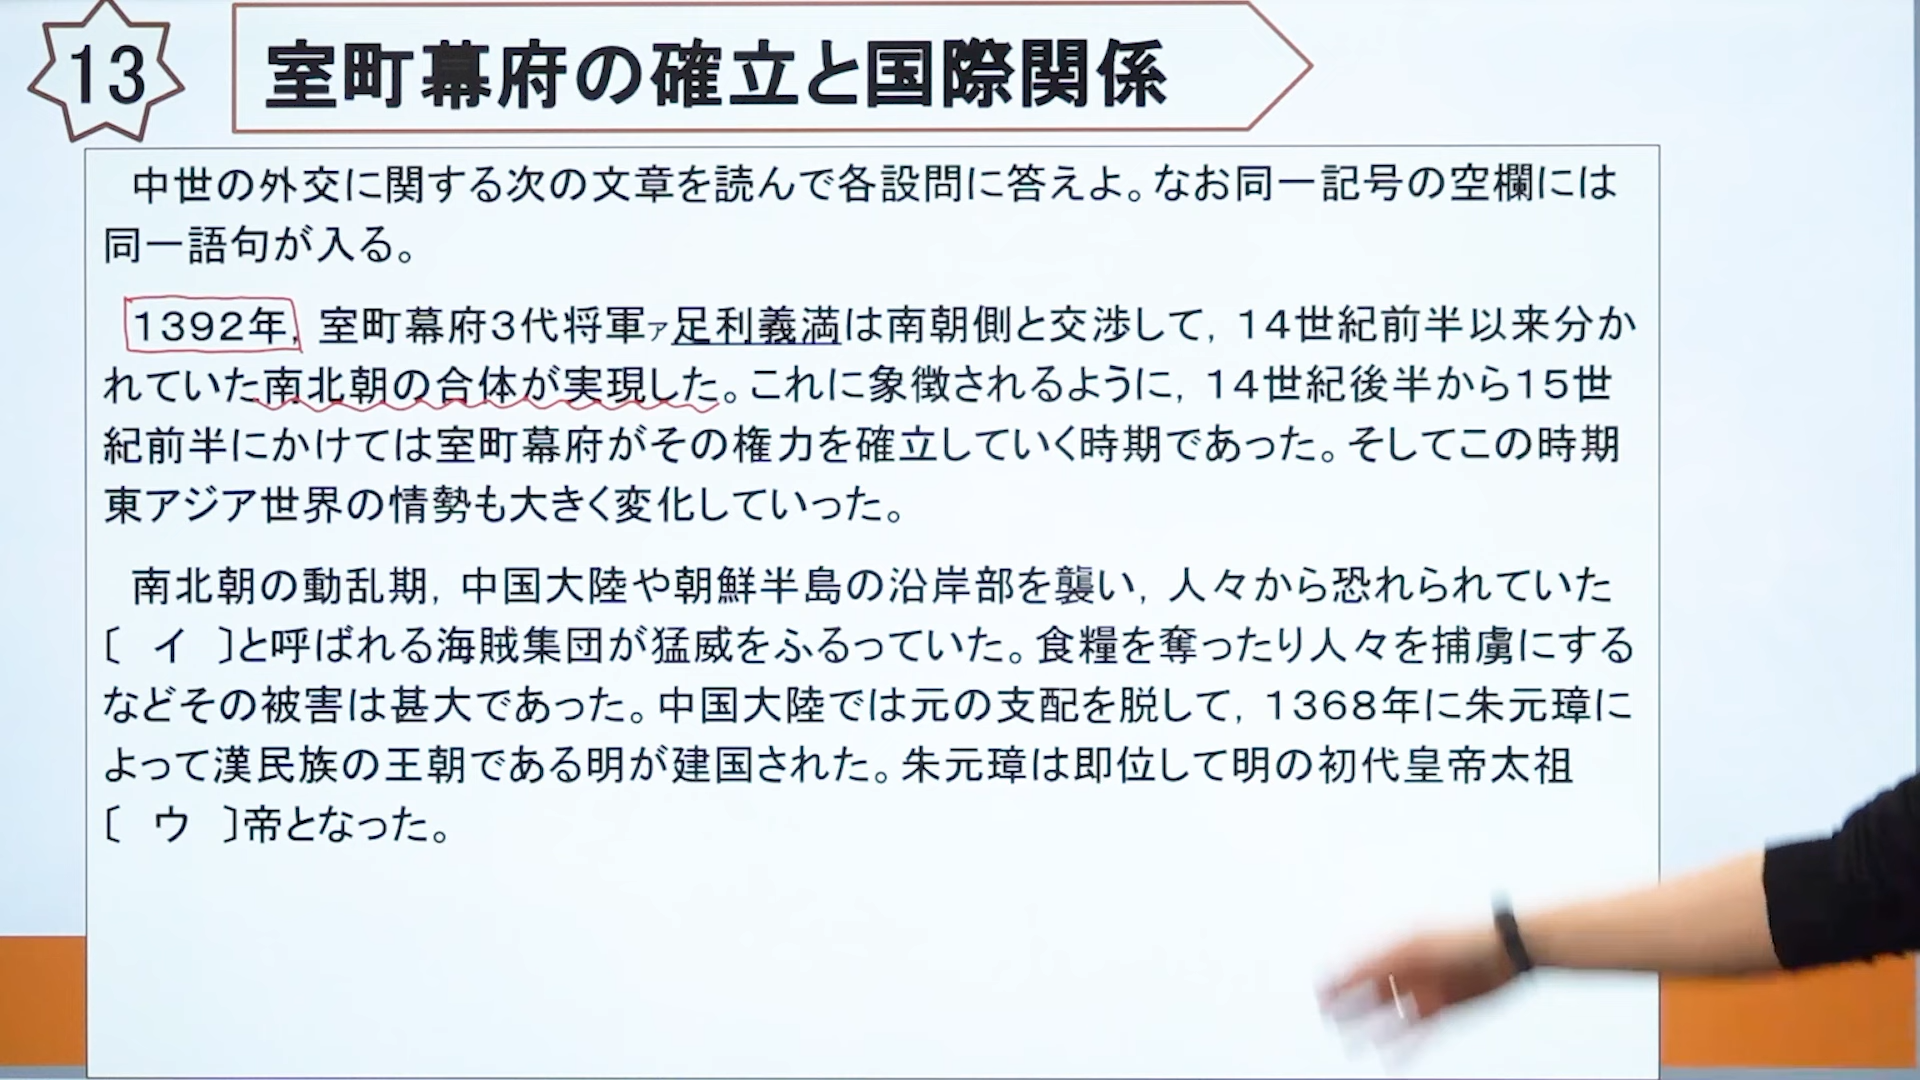 13
室町幕府の確立と国際関係
中世の外交に関する次の文章を読んで各設問に答えよ。なお同一記号の空欄には
同一語句が入る。
1392年，室町幕府3代将軍ア足利義満は南朝側と交渉して，14世紀前半以来分か
れていた南北朝の合体が実現した。これに象徴されるように，14世紀後半から15世
紀前半にかけては室町幕府がその権力を確立していく時期であった。そしてこの時期
東アジア世界の情勢も大きく変化していった。
南北朝の動乱期，中国大陸や朝鮮半島の沿岸部を襲い，人々から恐れられていた
〔　イ　〕と呼ばれる海賊集団が猛威をふるっていた。食糧を奪ったり人々を捕虜にする
などその被害は甚大であった。中国大陸では元の支配を脱して，1368年に朱元璋に
よって漢民族の王朝である明が建国された。朱元璋は即位して明の初代皇帝太祖
〔　ウ　〕帝となった。